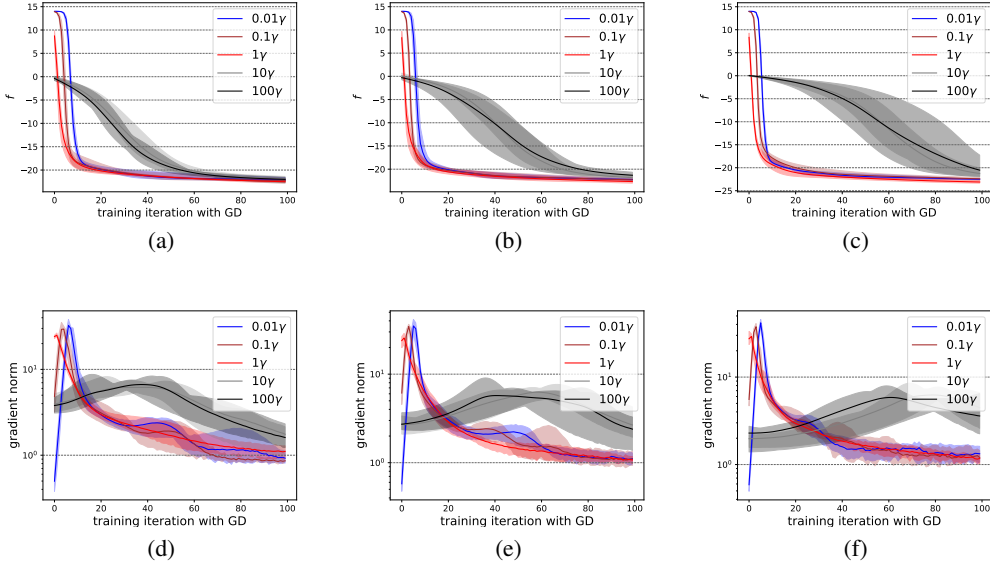 15
10
5
0
−5
−10
−15
−20
f
0 20 40 60 80 100
training iteration with GD
0.01γ
0.1γ
1γ
10γ
100γ
(a)
15
10
5
0
−5
−10
−15
−20
f
0 20 40 60 80 100
training iteration with GD
0.01γ
0.1γ
1γ
10γ
100γ
(b)
15
10
5
0
−5
−10
−15
−20
−25
f
0 20 40 60 80 100
training iteration with GD
0.01γ
0.1γ
1γ
10γ
100γ
(c)
10¹
10⁰
gradient norm
0 20 40 60 80 100
training iteration with GD
0.01γ
0.1γ
1γ
10γ
100γ
(d)
10¹
10⁰
gradient norm
0 20 40 60 80 100
training iteration with GD
0.01γ
0.1γ
1γ
10γ
100γ
(e)
10¹
10⁰
gradient norm
0 20 40 60 80 100
training iteration with GD
0.01γ
0.1γ
1γ
10γ
100γ
(f)